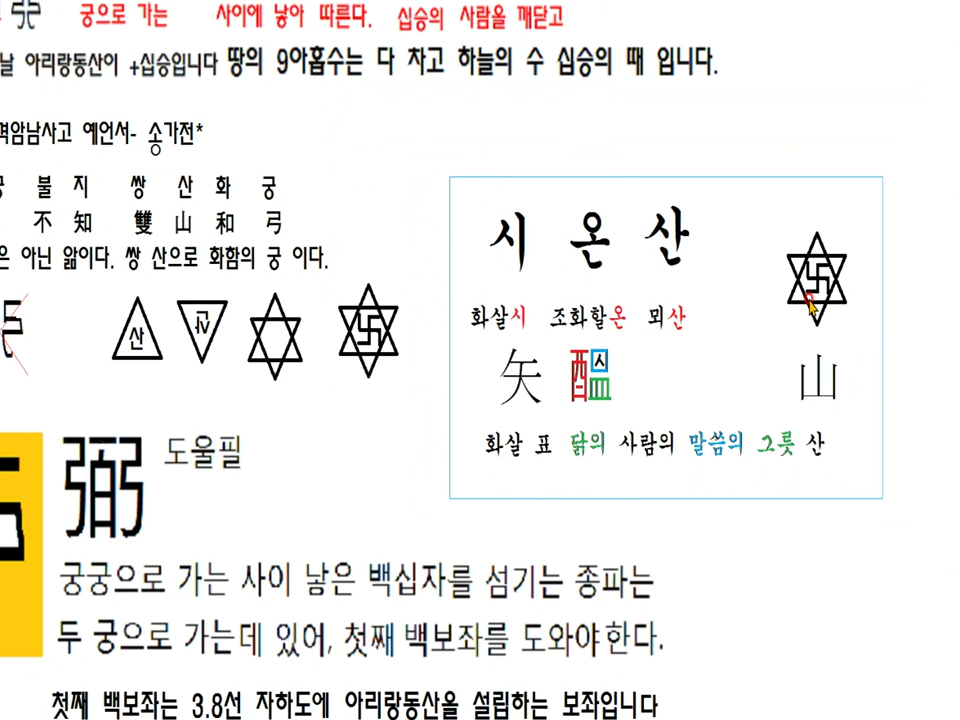 궁으로 가는 사이에 낳아 따른다. 십승의 사람을 깨닫고
날 아리랑동산이 +십승입니다 땅의 9아홉수는 다 차고 하늘의 수 십승의 때 입니다.
격암남사고 예언서- 송가전*
궁 불 지 쌍 산 화 궁
不 知 雙 山 和 弓
은 아닌 앎이다. 쌍 산으로 화함의 궁 이다.
산 궁
시 온 산
화살시 조화할온 뫼산
矢 醞 山
화살 표 닭의 사람의 말씀의 그릇 산
弼 도울필
궁궁으로 가는 사이 낳은 백십자를 섬기는 종파는
두 궁으로 가는데 있어, 첫째 백보좌를 도와야한다.
첫째 백보좌는 3.8선 자하도에 아리랑동산을 설립하는 보좌입니다